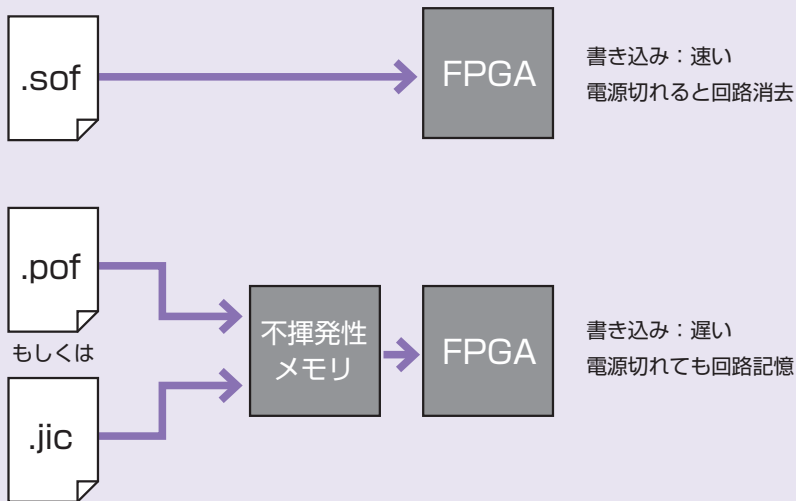 .sof
FPGA
書き込み：速い
電源切れると回路消去
.pof
もしくは
.jic
不揮発性
メモリ
FPGA
書き込み：遅い
電源切れても回路記憶